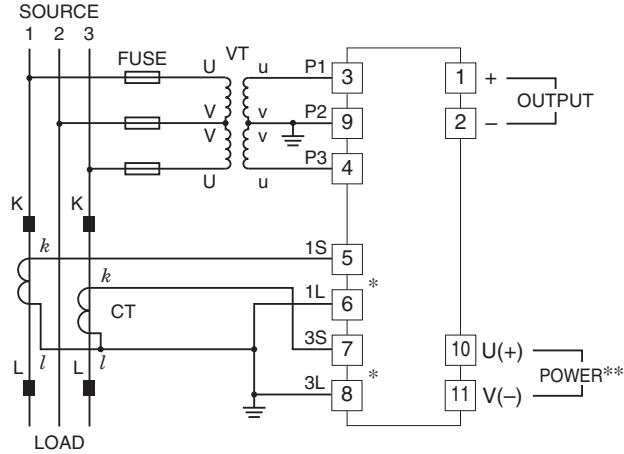 SOURCE
1 2 3
FUSE
VT
U u P1 3 1 +
OUTPUT
V v P2 9 2 –
V v
P3 4
U u
K K
k 1S 5
k 1L 6 *
CT
3S 7 10 U(+)
L l L l
POWER**
3L 8 * 11 V(–)
LOAD